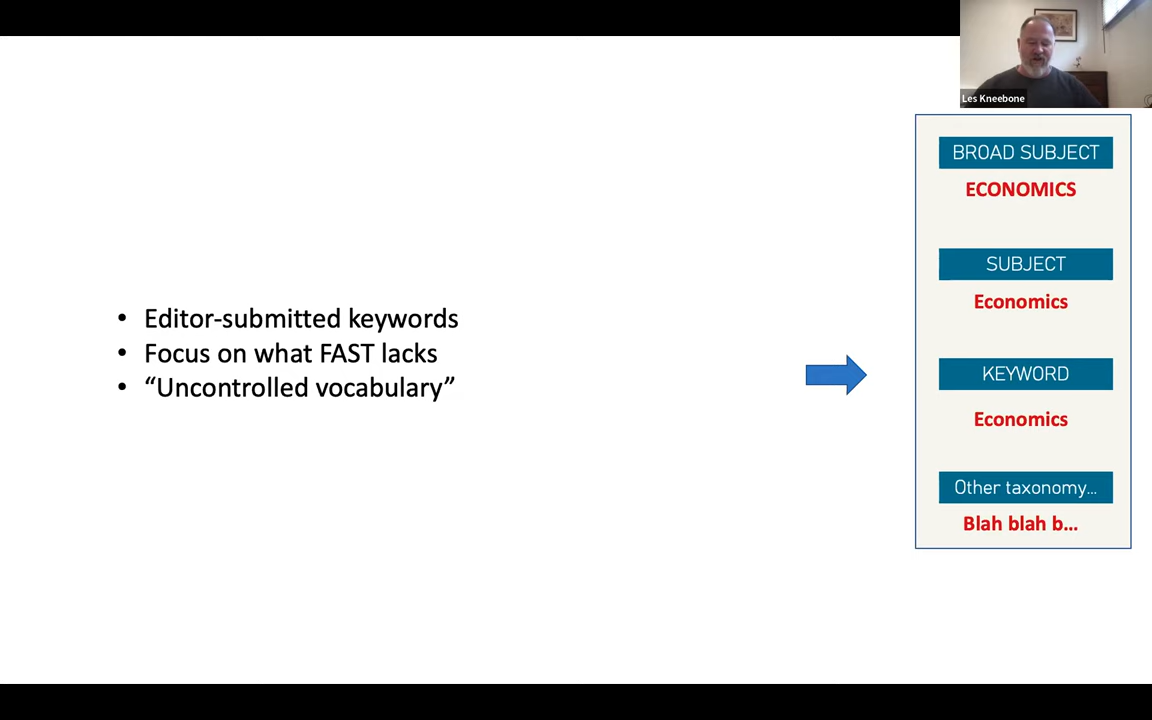 Les Kneebone
BROAD SUBJECT
ECONOMICS
SUBJECT
Economics
• Editor-submitted keywords
• Focus on what FAST lacks
• “Uncontrolled vocabulary”
KEYWORD
Economics
Other taxonomy...
Blah blah b...